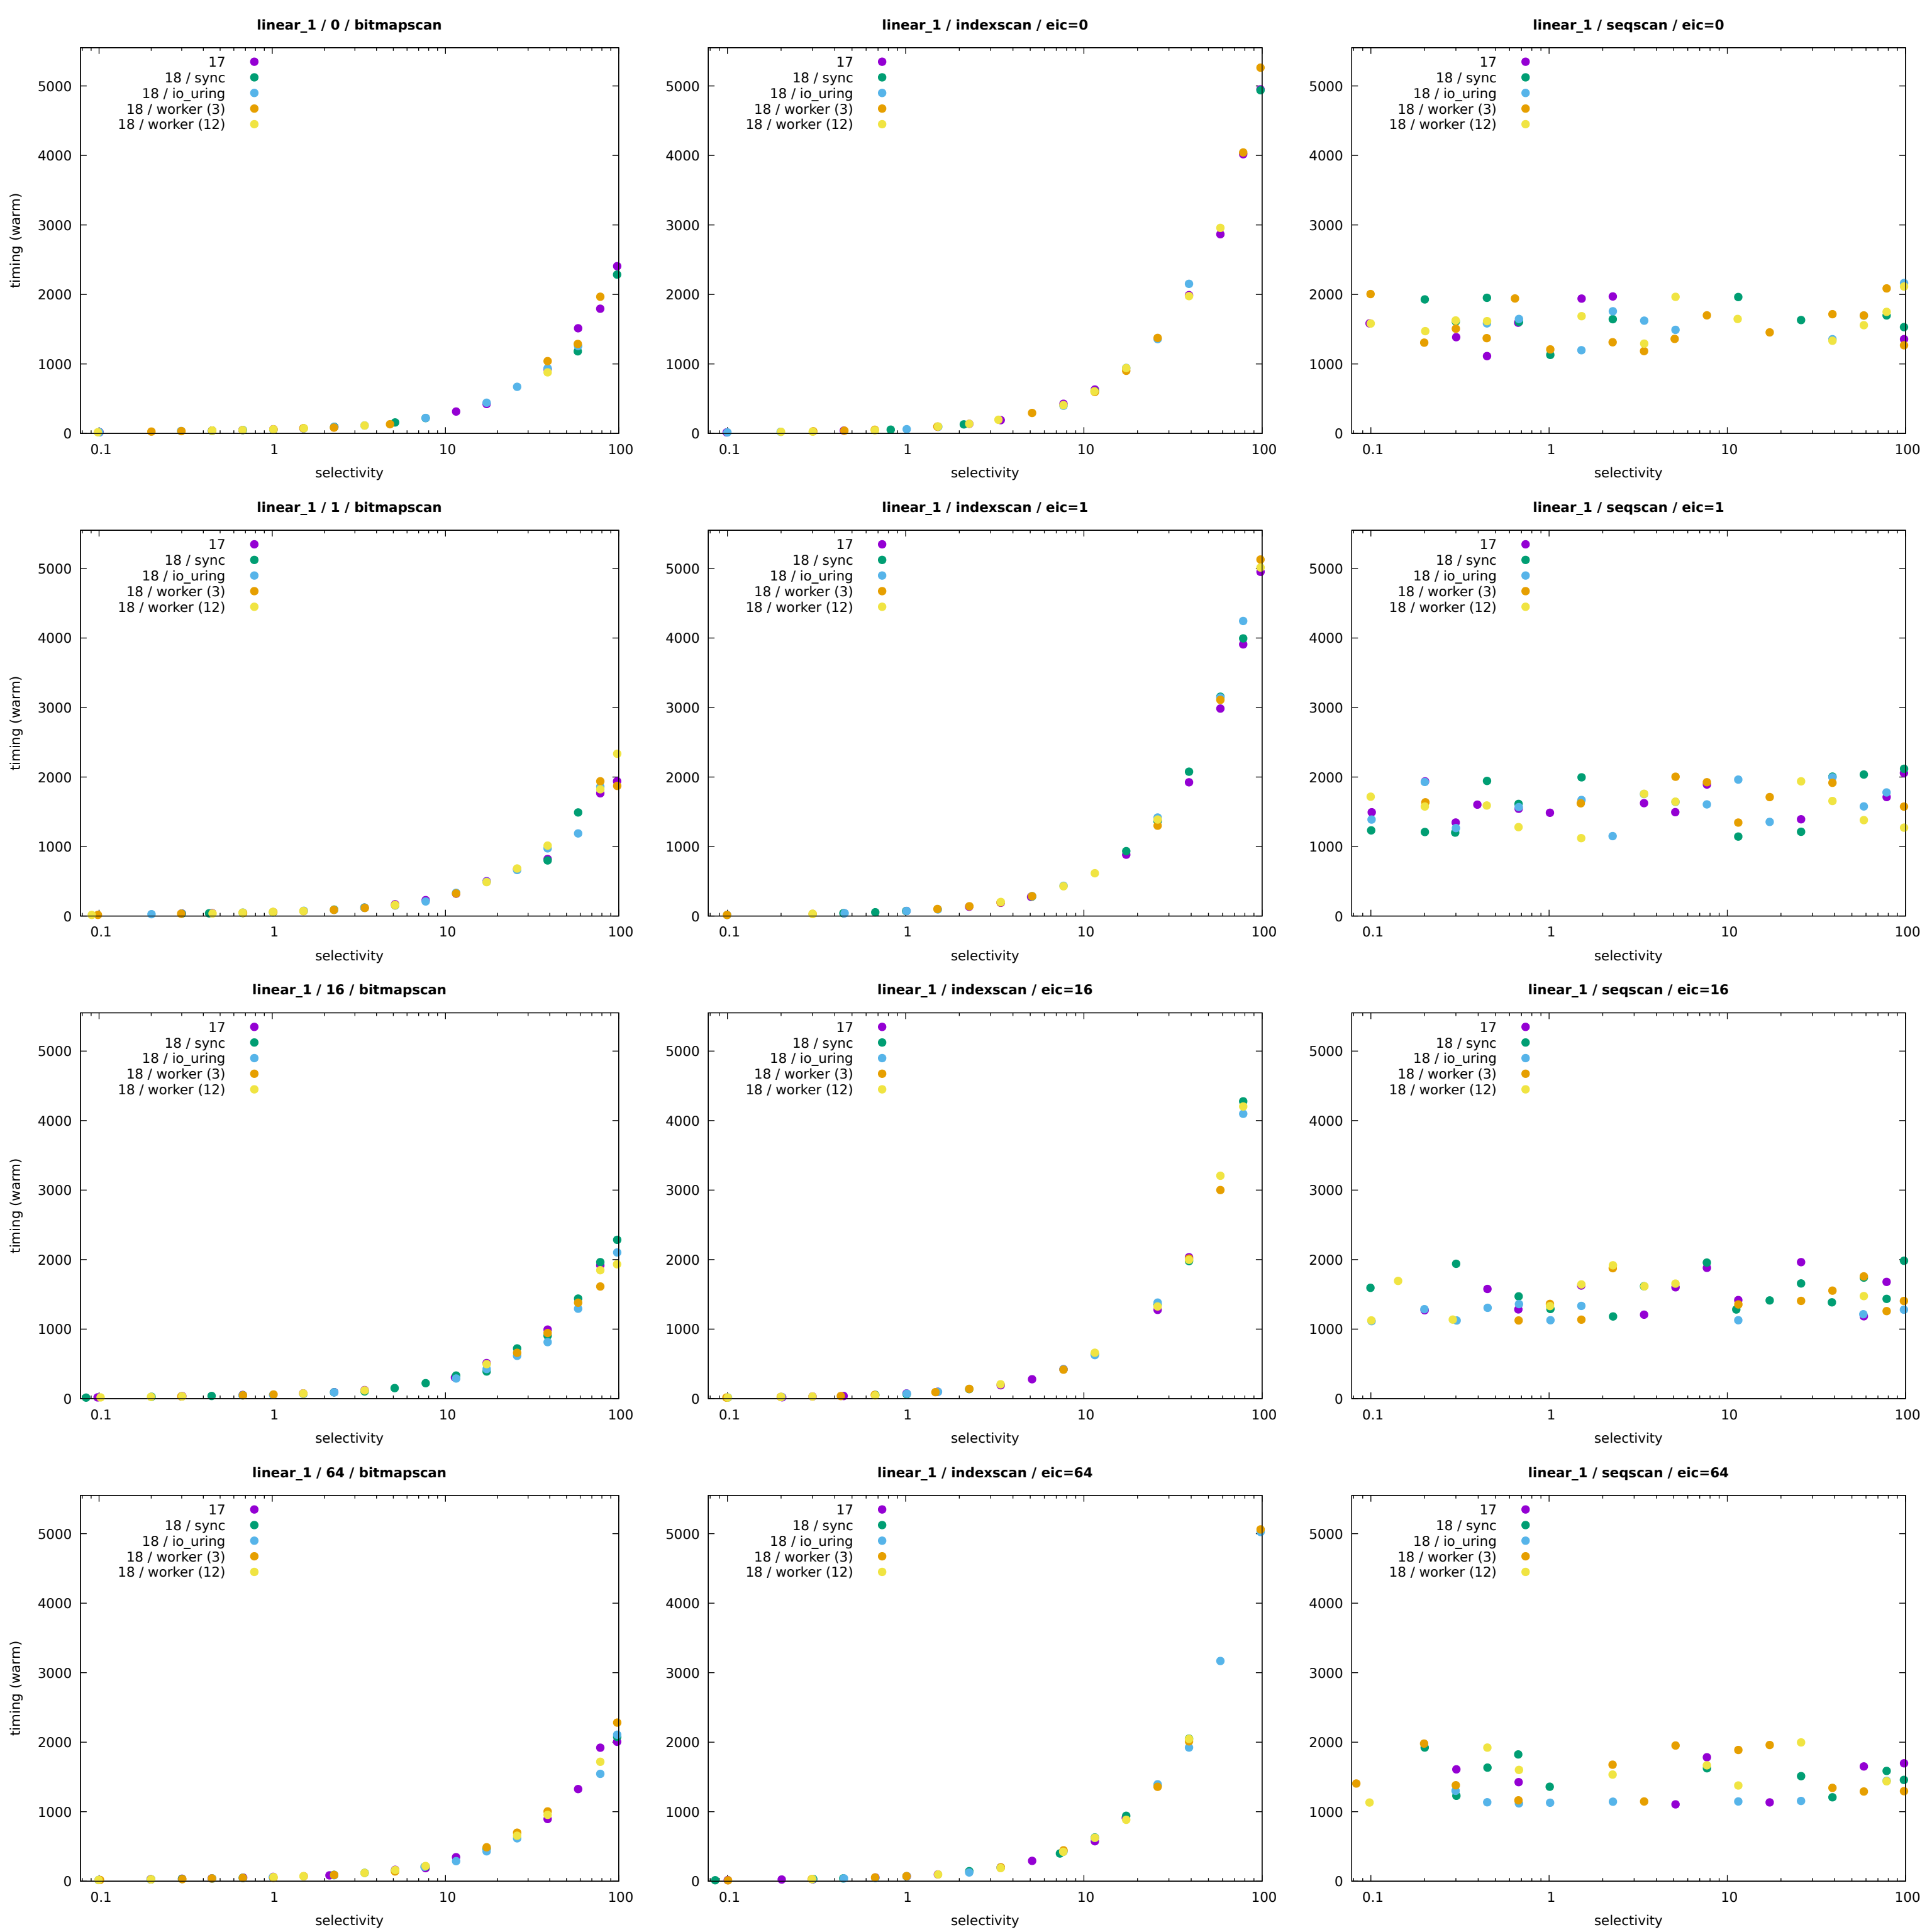 linear_1 / 0 / bitmapscan
timing (warm)
5000
4000
3000
2000
1000
0
17
18 / sync
18 / io_uring
18 / worker (3)
18 / worker (12)
0.1 1 10 100
selectivity
linear_1 / indexscan / eic=0
5000
4000
3000
2000
1000
0
17
18 / sync
18 / io_uring
18 / worker (3)
18 / worker (12)
0.1 1 10 100
selectivity
linear_1 / seqscan / eic=0
5000
4000
3000
2000
1000
0
17
18 / sync
18 / io_uring
18 / worker (3)
18 / worker (12)
0.1 1 10 100
selectivity
linear_1 / 1 / bitmapscan
timing (warm)
5000
4000
3000
2000
1000
0
17
18 / sync
18 / io_uring
18 / worker (3)
18 / worker (12)
0.1 1 10 100
selectivity
linear_1 / indexscan / eic=1
5000
4000
3000
2000
1000
0
17
18 / sync
18 / io_uring
18 / worker (3)
18 / worker (12)
0.1 1 10 100
selectivity
linear_1 / seqscan / eic=1
5000
4000
3000
2000
1000
0
17
18 / sync
18 / io_uring
18 / worker (3)
18 / worker (12)
0.1 1 10 100
selectivity
linear_1 / 16 / bitmapscan
timing (warm)
5000
4000
3000
2000
1000
0
17
18 / sync
18 / io_uring
18 / worker (3)
18 / worker (12)
0.1 1 10 100
selectivity
linear_1 / indexscan / eic=16
5000
4000
3000
2000
1000
0
17
18 / sync
18 / io_uring
18 / worker (3)
18 / worker (12)
0.1 1 10 100
selectivity
linear_1 / seqscan / eic=16
5000
4000
3000
2000
1000
0
17
18 / sync
18 / io_uring
18 / worker (3)
18 / worker (12)
0.1 1 10 100
selectivity
linear_1 / 64 / bitmapscan
timing (warm)
5000
4000
3000
2000
1000
0
17
18 / sync
18 / io_uring
18 / worker (3)
18 / worker (12)
0.1 1 10 100
selectivity
linear_1 / indexscan / eic=64
5000
4000
3000
2000
1000
0
17
18 / sync
18 / io_uring
18 / worker (3)
18 / worker (12)
0.1 1 10 100
selectivity
linear_1 / seqscan / eic=64
5000
4000
3000
2000
1000
0
17
18 / sync
18 / io_uring
18 / worker (3)
18 / worker (12)
0.1 1 10 100
selectivity